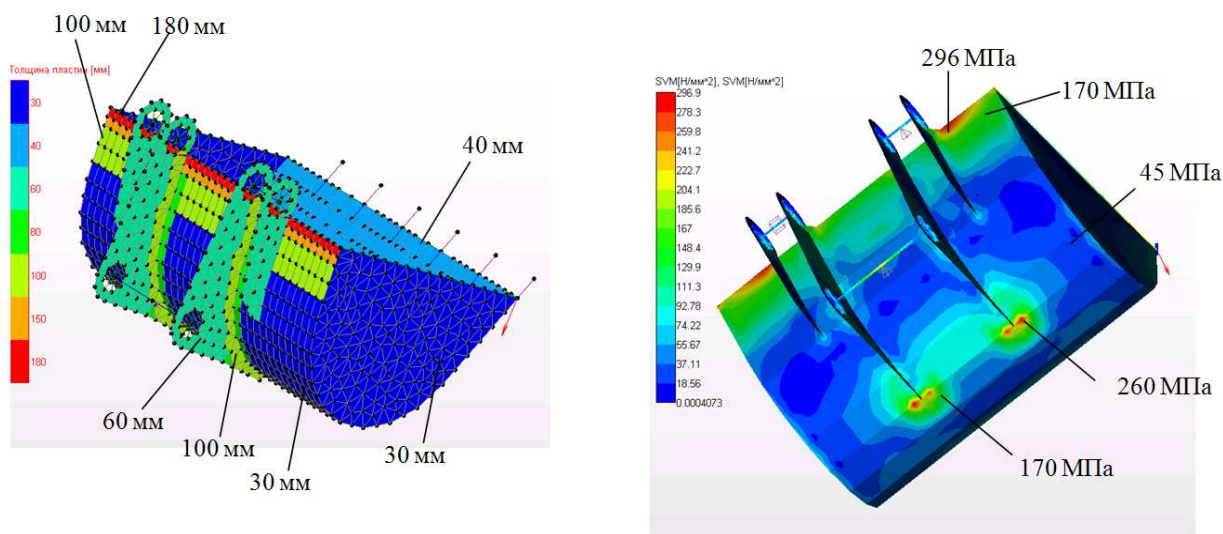 100 мм
180 мм
Толщина пластин [мм]
30
40
60
80
100
150
180
40 мм
60 мм
100 мм
30 мм
30 мм
296 МПа
170 МПа
SVM[Н/мм*2], SVM[Н/мм*2]
296.9
278.3
259.8
241.2
222.7
204.1
185.6
167
148.4
129.9
111.3
92.78
74.22
55.67
37.11
18.56
0.0004073
45 МПа
260 МПа
170 МПа